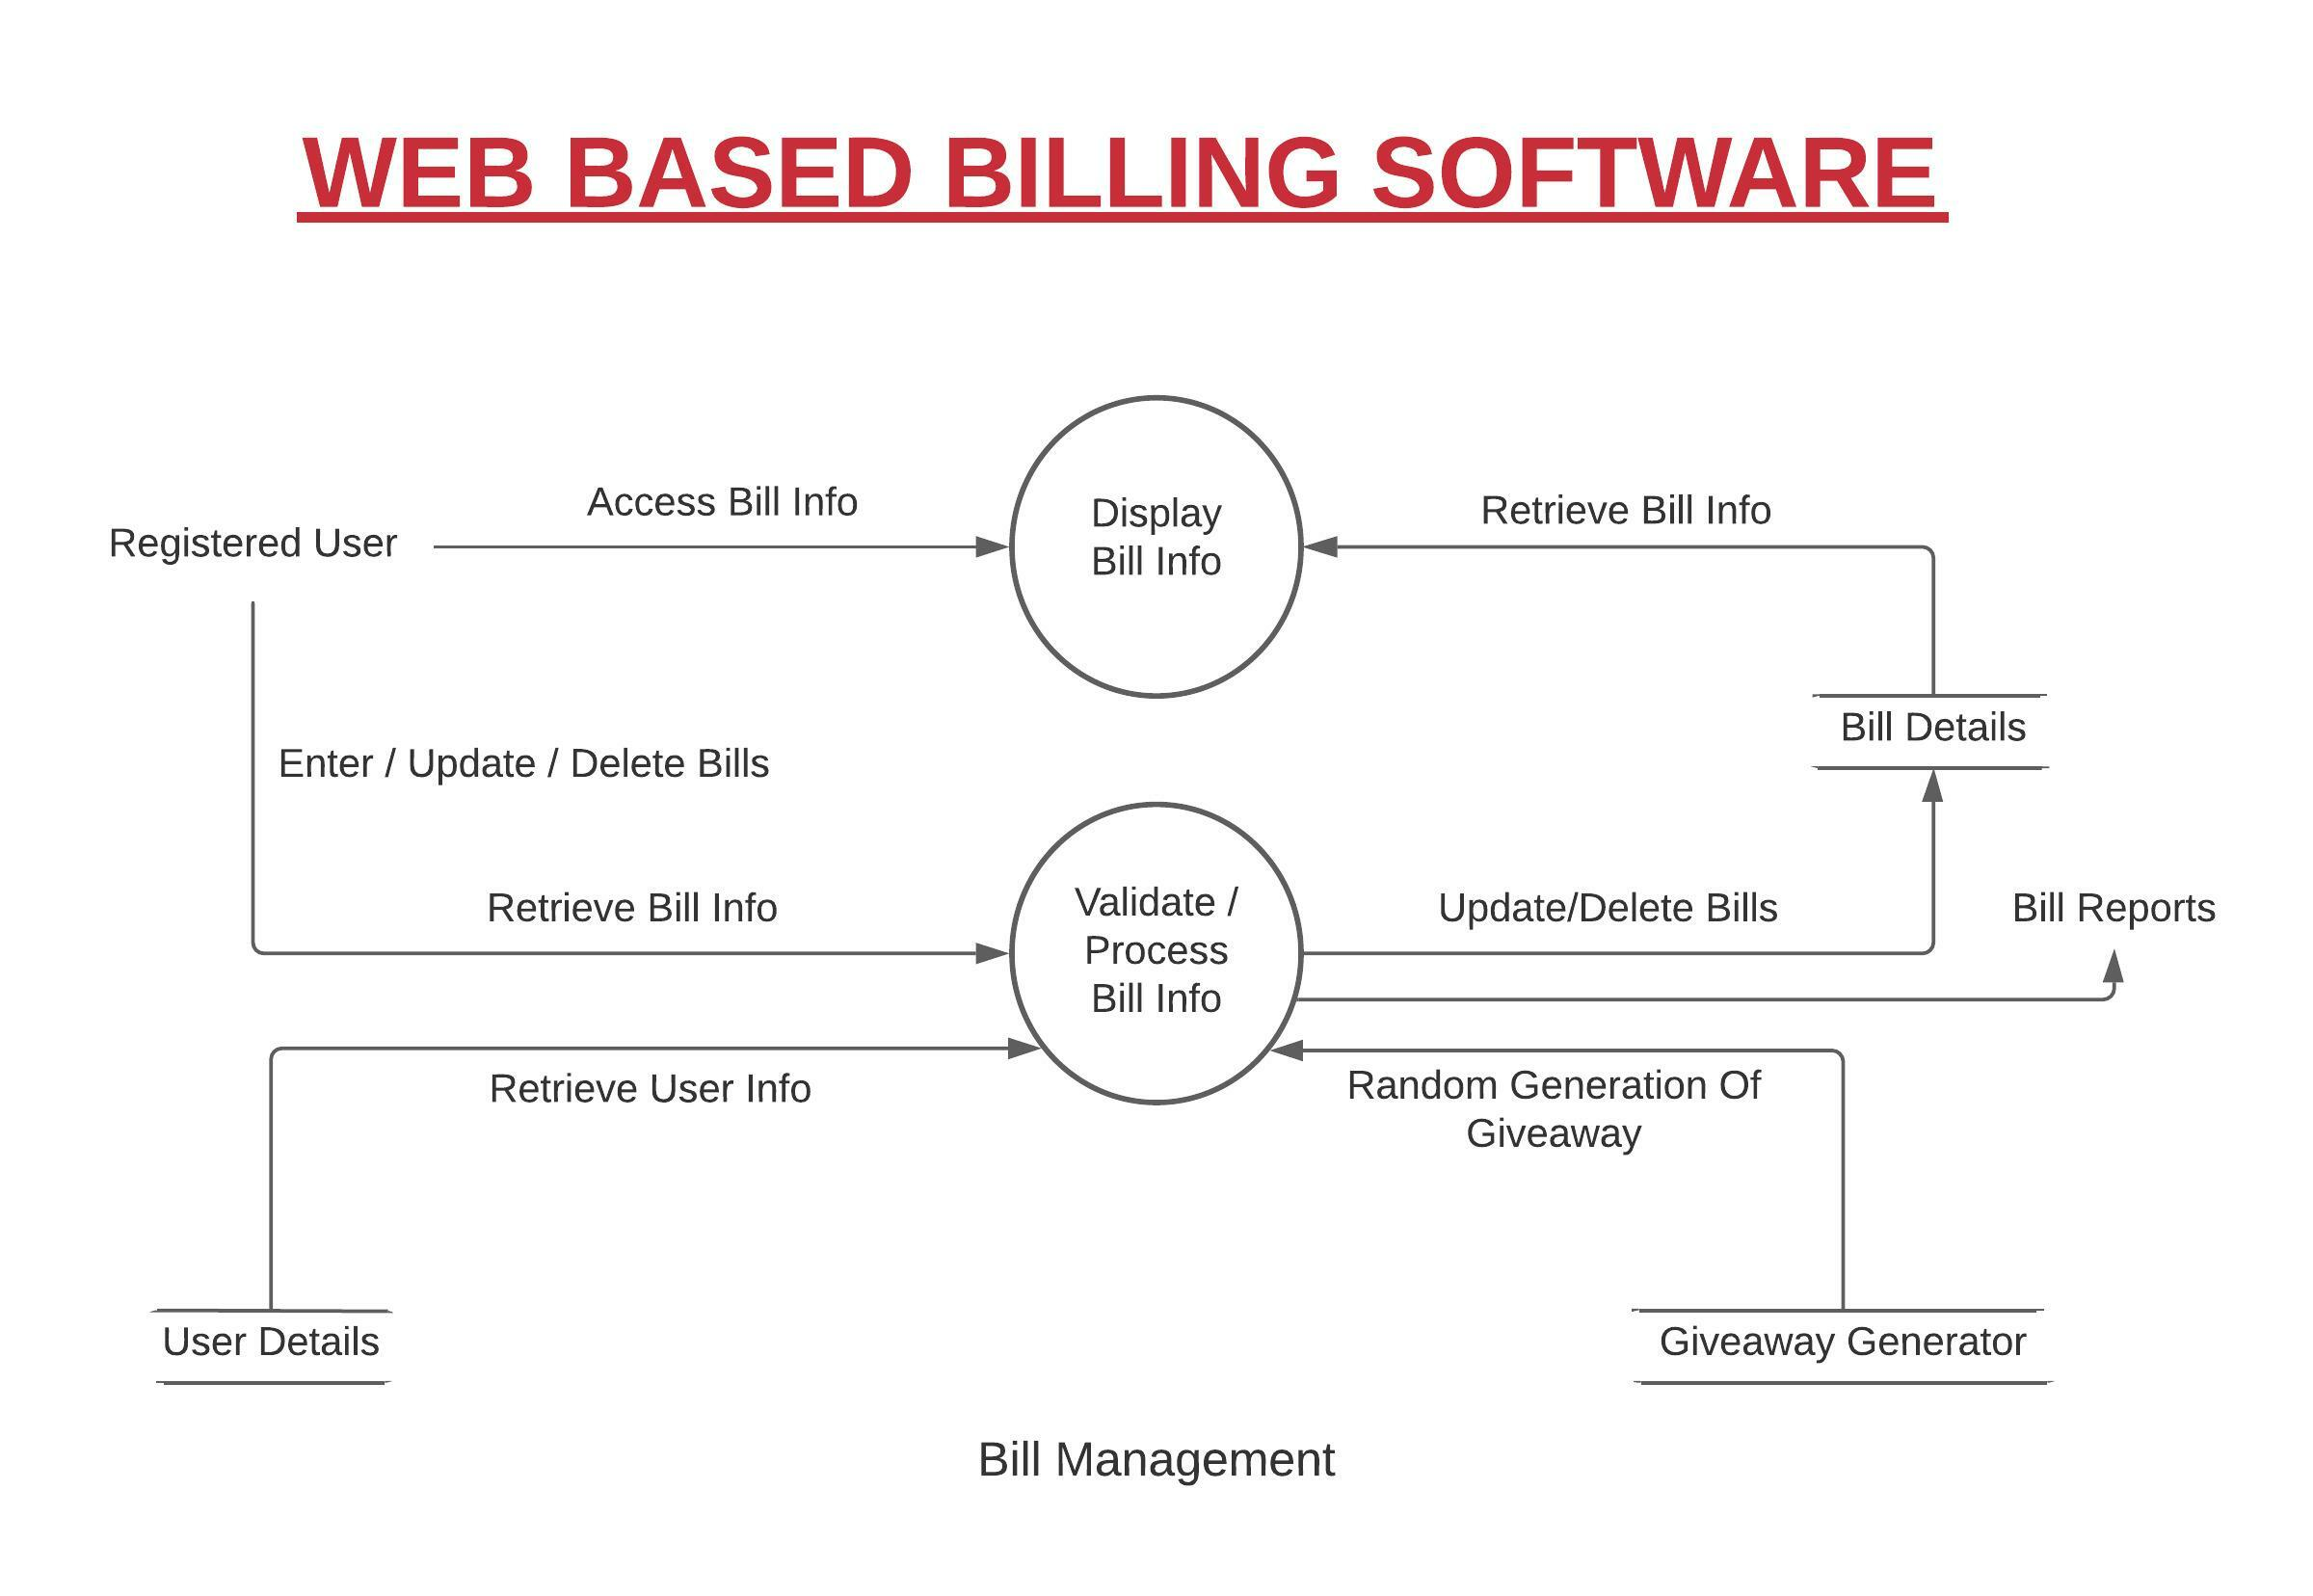 WEB BASED BILLING SOFTWARE
Access Bill Info
Registered User
Display
Bill Info
Retrieve Bill Info
Bill Details
Enter / Update / Delete Bills
Retrieve Bill Info
Validate /
Process
Bill Info
Update/Delete Bills
Bill Reports
Retrieve User Info
Random Generation Of
Giveaway
User Details
Giveaway Generator
Bill Management